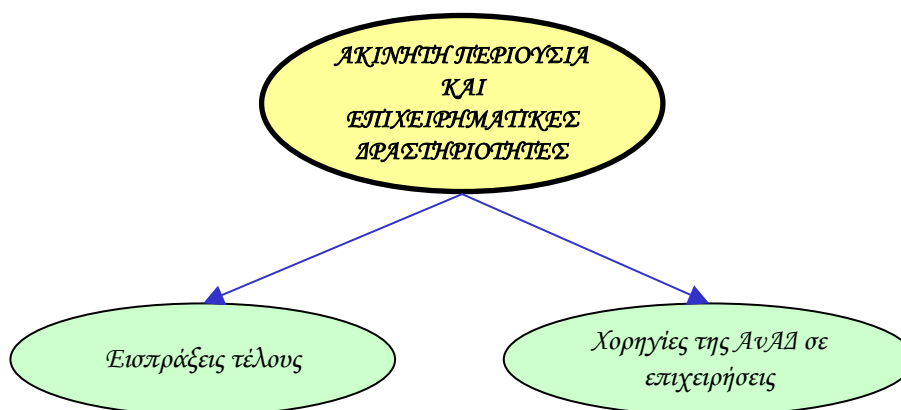 ΑΚΙΝΗΤΗ ΠΕΡΙΟΥΣΙΑ
ΚΑΙ
ΕΠΙΧΕΙΡΗΜΑΤΙΚΕΣ
ΔΡΑΣΤΗΡΙΟΤΗΤΕΣ
Εισπράξεις τέλους
Χορηγίες της ΑνΑΔ σε
επιχειρήσεις